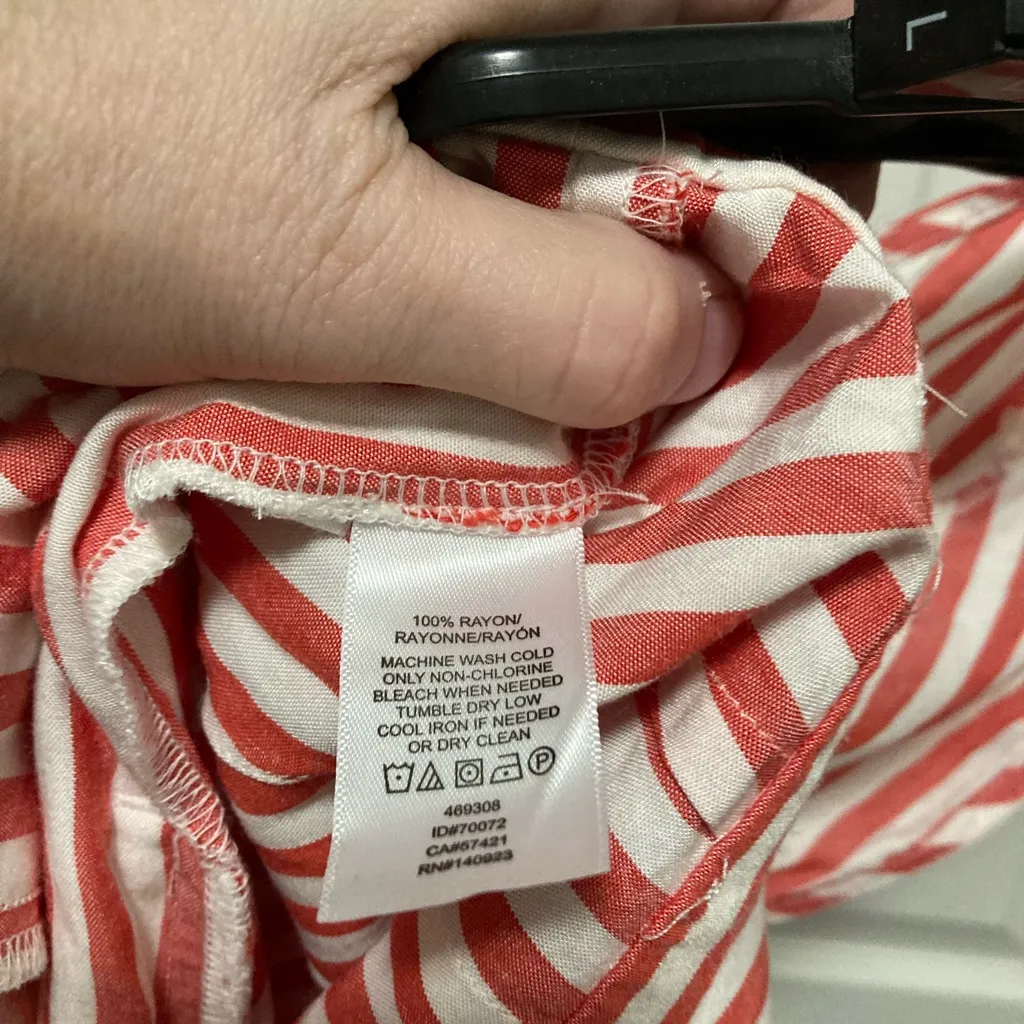 L
100% RAYON/
RAYONNE/RAYÓN
MACHINE WASH COLD
ONLY NON-CHLORINE
BLEACH WHEN NEEDED
TUMBLE DRY LOW
COOL IRON IF NEEDED
OR DRY CLEAN
P
469308
ID#70072
CA#57421
RN#140923